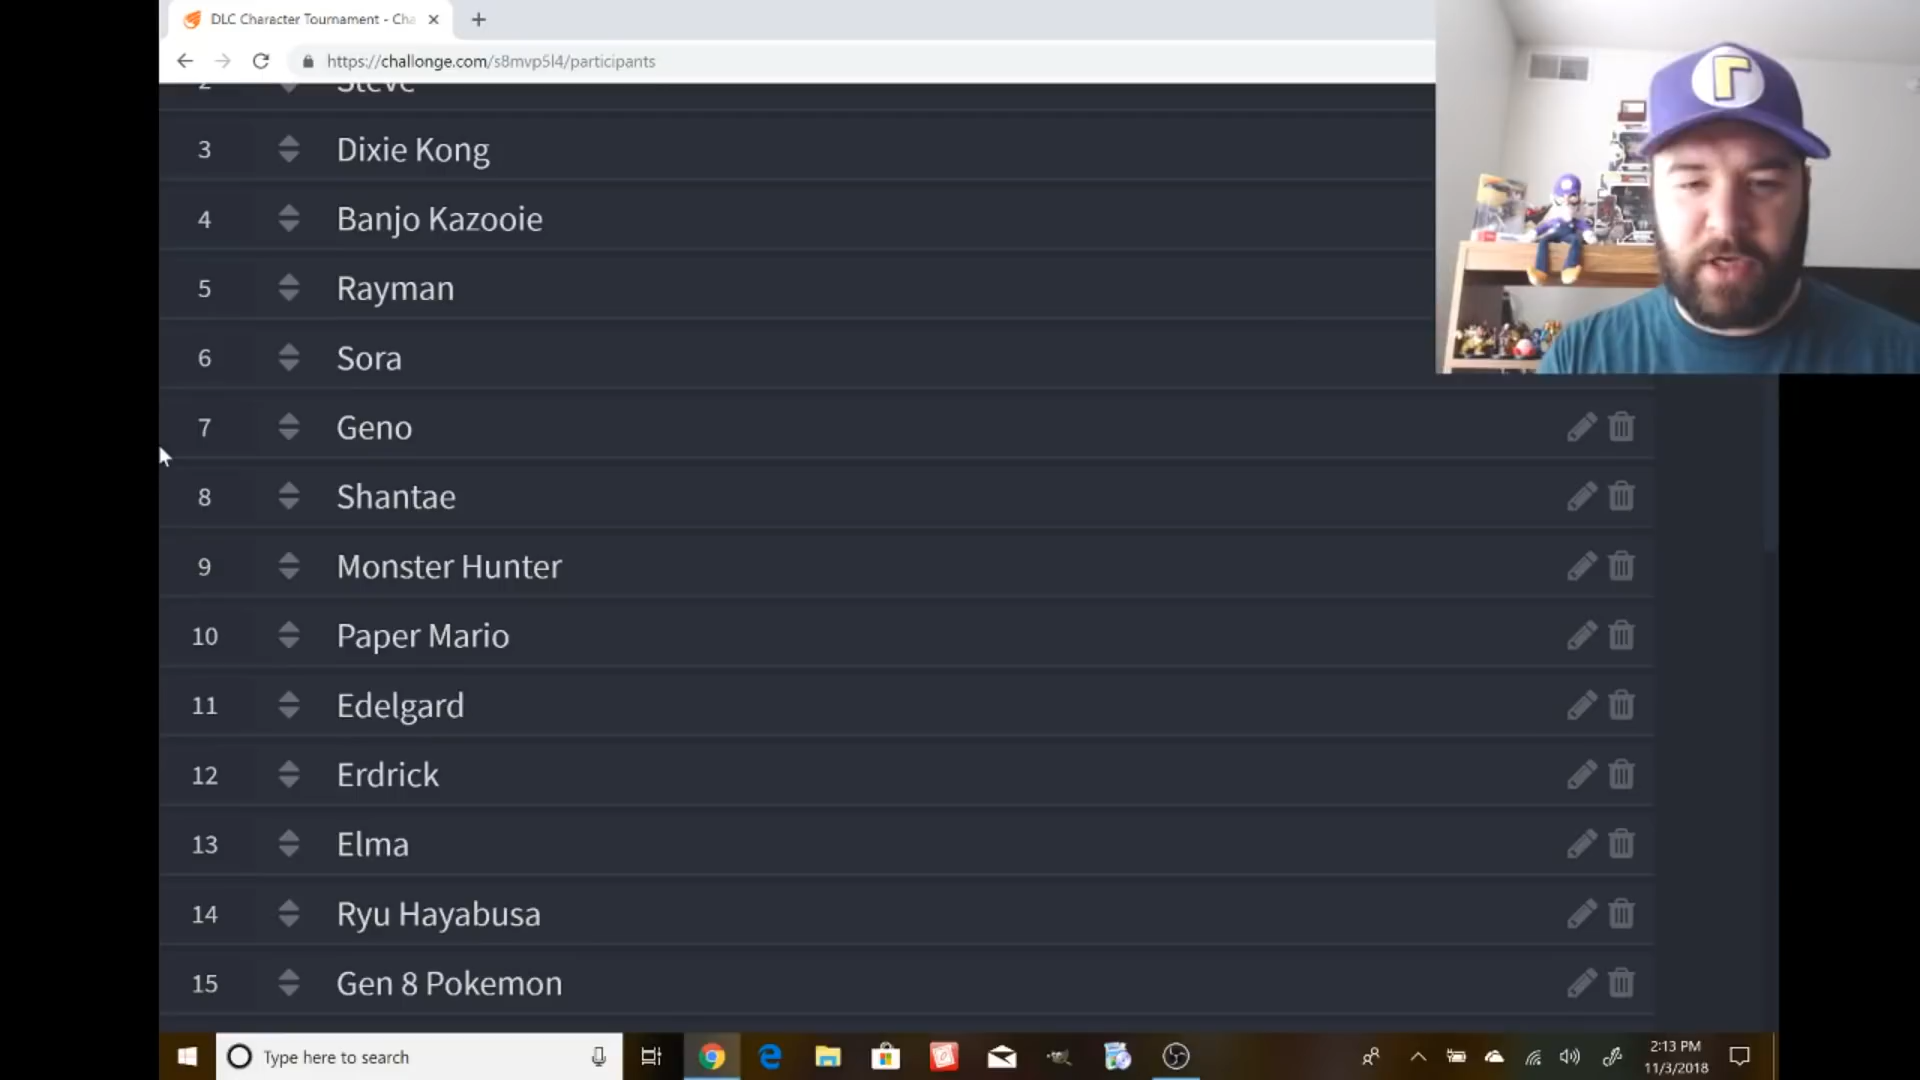 DLC Character Tournament - Cha
https://challonge.com/s8mvp5l4/participants
2 Steve
3 Dixie Kong
4 Banjo Kazooie
5 Rayman
6 Sora
7 Geno
8 Shantae
9 Monster Hunter
10 Paper Mario
11 Edelgard
12 Erdrick
13 Elma
14 Ryu Hayabusa
15 Gen 8 Pokemon
Type here to search
2:13 PM
11/3/2018